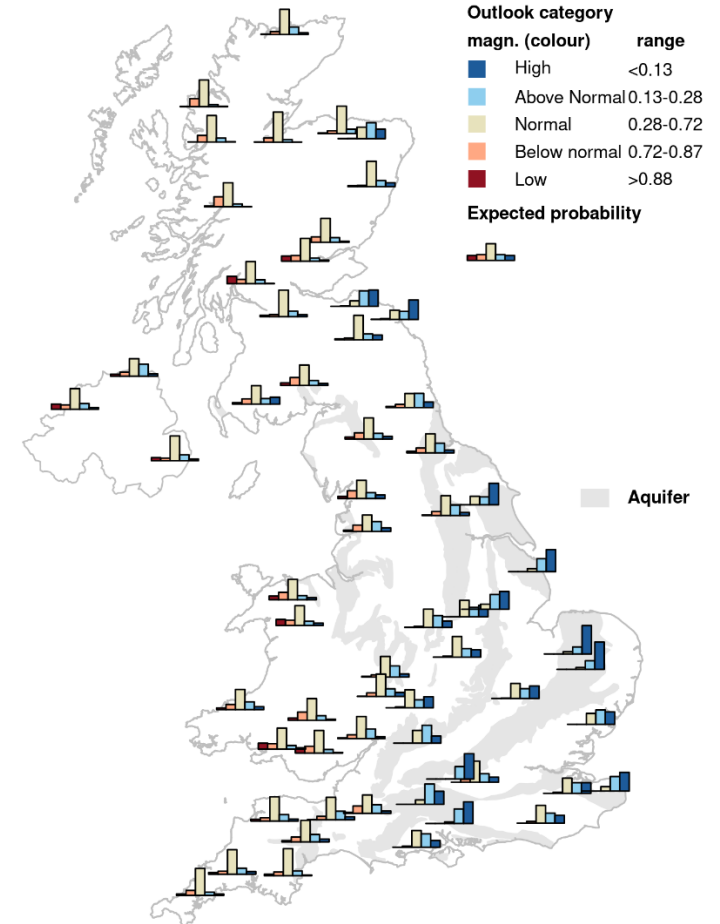 Outlook category
magn. (colour) range
High <0.13
Above Normal 0.13-0.28
Normal 0.28-0.72
Below normal 0.72-0.87
Low >0.88
Expected probability
Aquifer